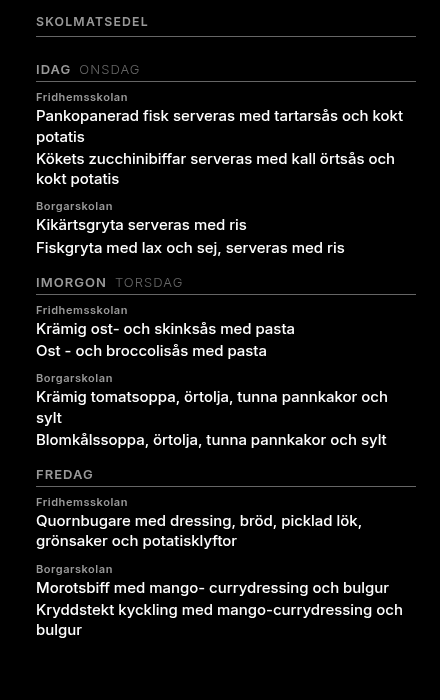 SKOLMATSEDEL
IDAG ONSDAG
Fridhemsskolan
Pankopanerad fisk serveras med tartarsås och kokt
potatis
Kökets zucchinibiffar serveras med kall örtsås och
kokt potatis
Borgarskolan
Kikärtsgryta serveras med ris
Fiskgryta med lax och sej, serveras med ris
IMORGON TORSDAG
Fridhemsskolan
Krämig ost- och skinksås med pasta
Ost - och broccolisås med pasta
Borgarskolan
Krämig tomatsoppa, örtolja, tunna pannkakor och
sylt
Blomkålssoppa, örtolja, tunna pannkakor och sylt
FREDAG
Fridhemsskolan
Quornbugare med dressing, bröd, picklad lök,
grönsaker och potatisklyftor
Borgarskolan
Morotsbiff med mango- currydressing och bulgur
Kryddstekt kyckling med mango-currydressing och
bulgur